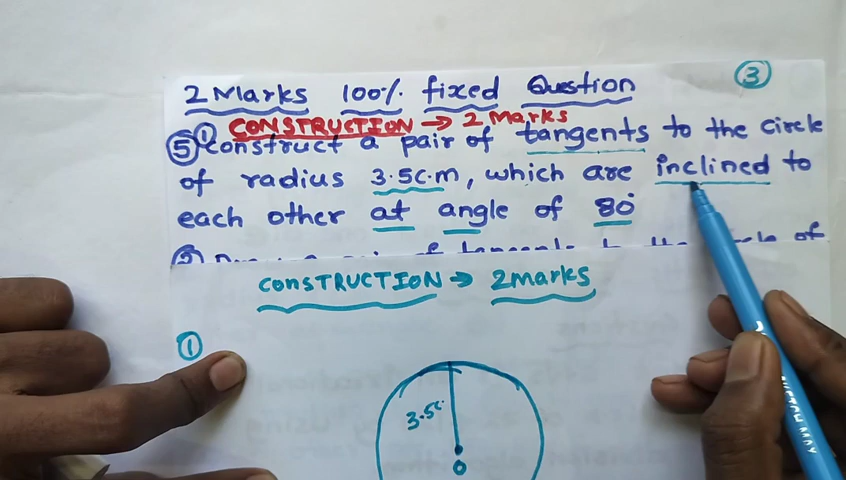 ③
2 Marks 100% fixed Question
① CONSTRUCTION → 2 Marks
⑤ Construct a pair of tangents to the circle
of radius 3.5C.m, which are inclined to
each other at angle of 80°
CONSTRUCTION → 2marks
①
3.5c.
O